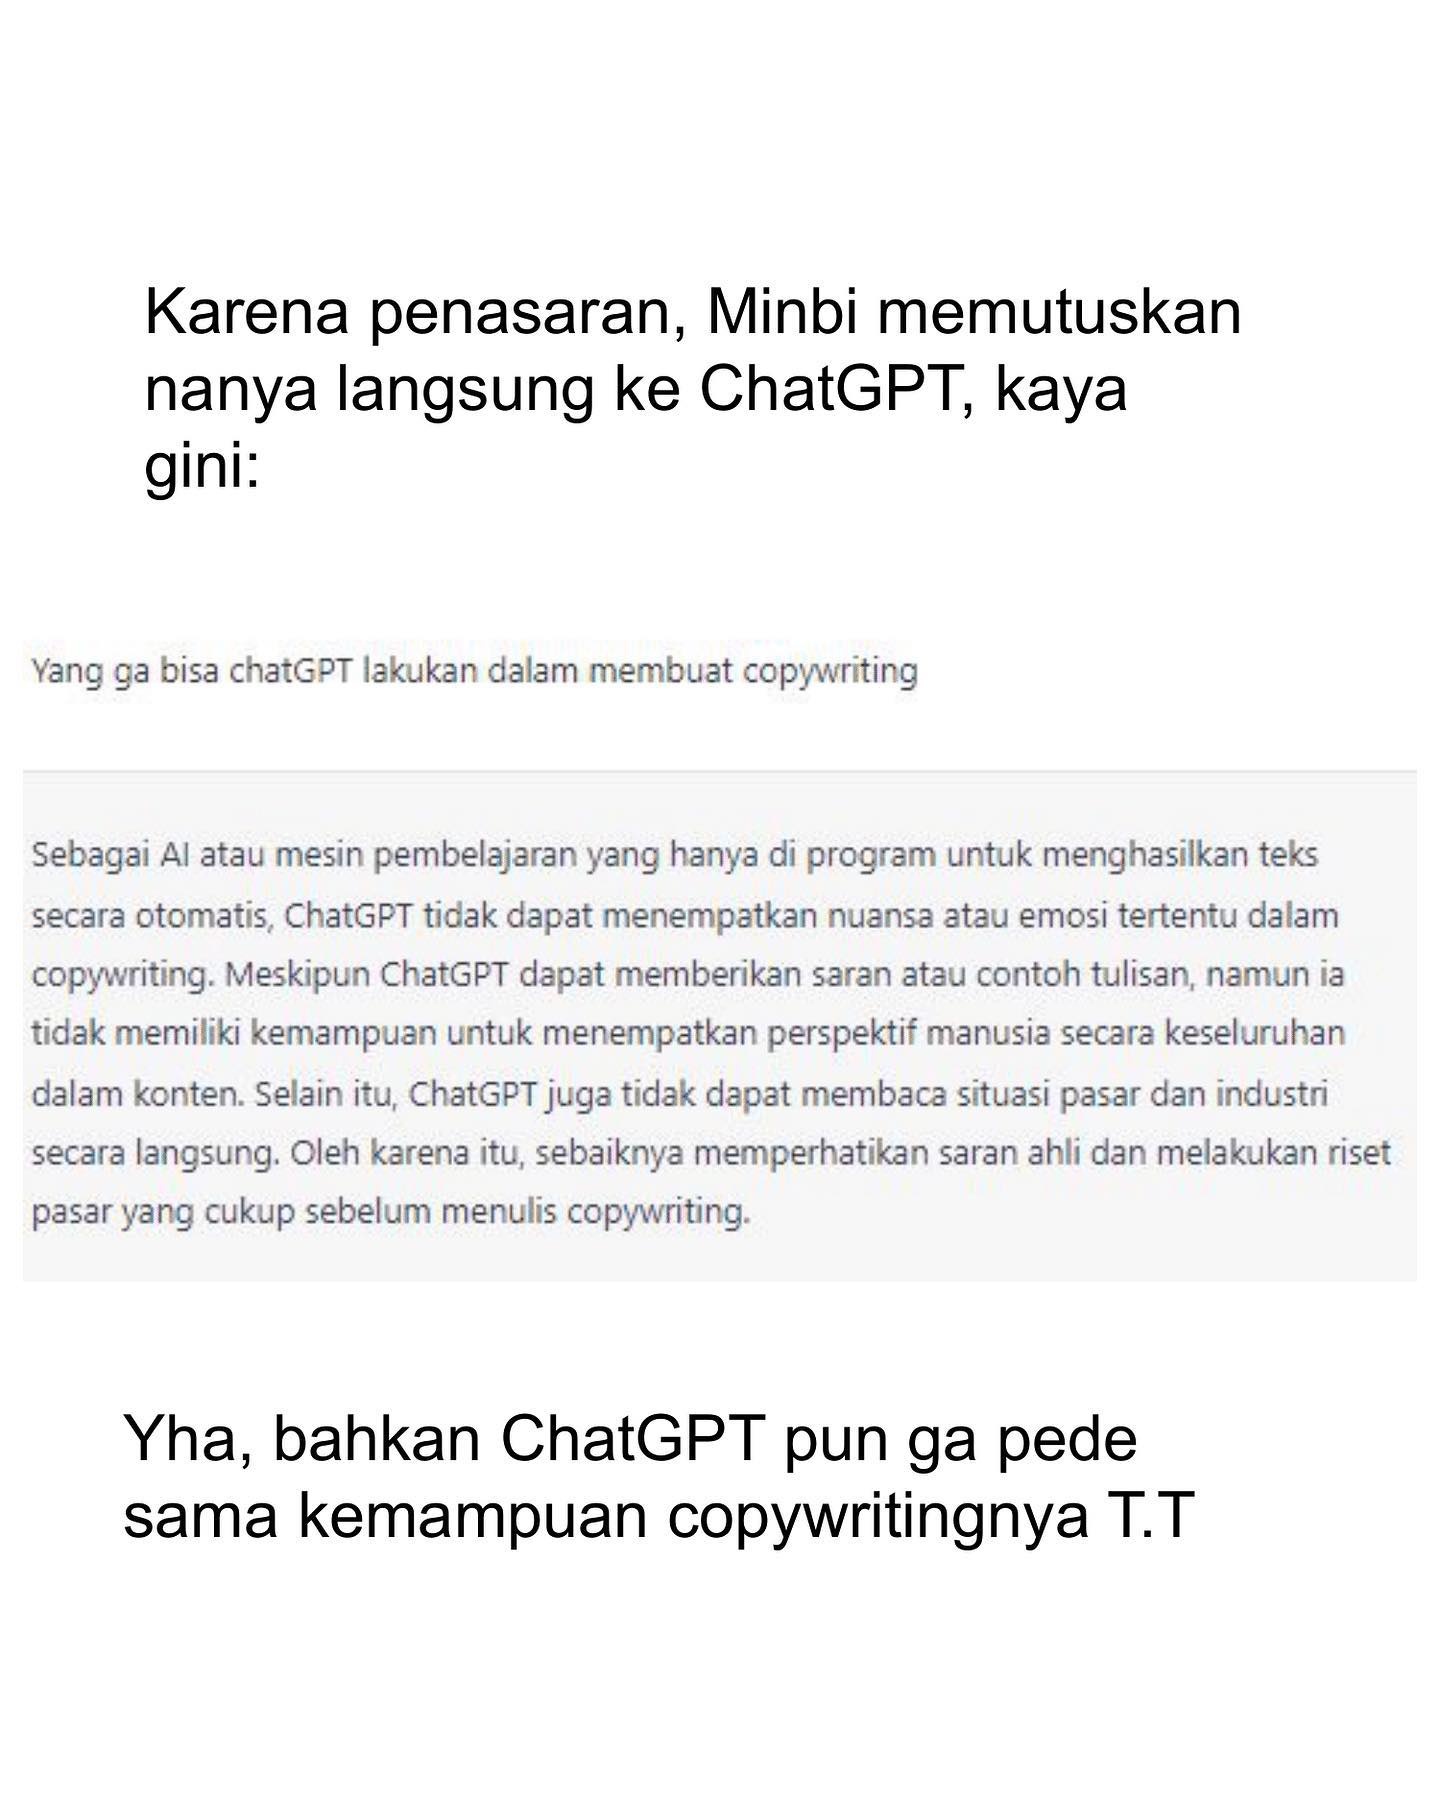 Karena penasaran, Minbi memutuskan
nanya langsung ke ChatGPT, kaya
gini:
Yang ga bisa chatGPT lakukan dalam membuat copywriting
Sebagai AI atau mesin pembelajaran yang hanya di program untuk menghasilkan teks
secara otomatis, ChatGPT tidak dapat menempatkan nuansa atau emosi tertentu dalam
copywriting. Meskipun ChatGPT dapat memberikan saran atau contoh tulisan, namun ia
tidak memiliki kemampuan untuk menempatkan perspektif manusia secara keseluruhan
dalam konten. Selain itu, ChatGPT juga tidak dapat membaca situasi pasar dan industri
secara langsung. Oleh karena itu, sebaiknya memperhatikan saran ahli dan melakukan riset
pasar yang cukup sebelum menulis copywriting.
Yha, bahkan ChatGPT pun ga pede
sama kemampuan copywritingnya T.T